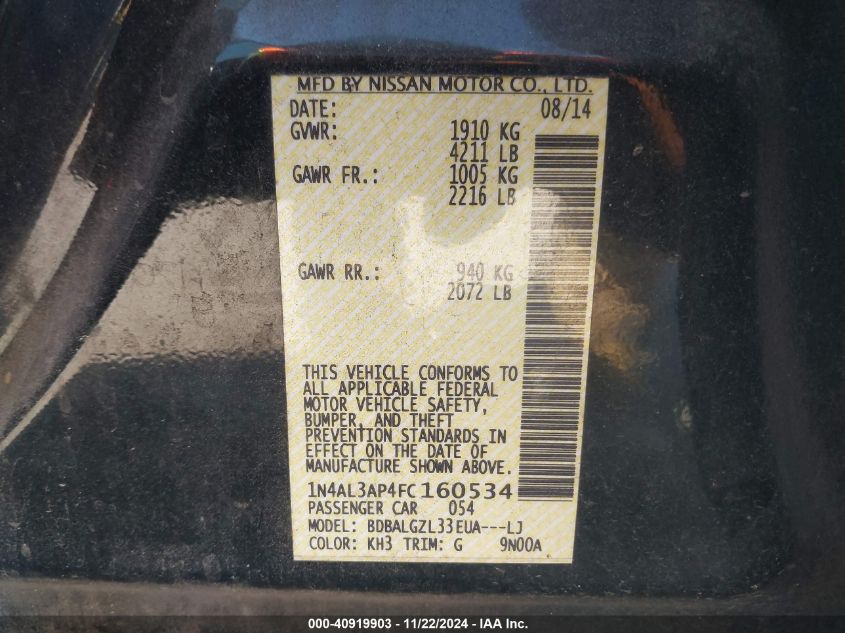 MFD BY NISSAN MOTOR CO., LTD.
DATE: 08/14
GVWR: 1910 KG
4211 LB
GAWR FR.: 1005 KG
2216 LB
GAWR RR.: 940 KG
2072 LB
THIS VEHICLE CONFORMS TO
ALL APPLICABLE FEDERAL
MOTOR VEHICLE SAFETY,
BUMPER, AND THEFT
PREVENTION STANDARDS IN
EFFECT ON THE DATE OF
MANUFACTURE SHOWN ABOVE.
1N4AL3AP4FC160534
PASSENGER CAR 054
MODEL: BDBALGZL33EUA---LJ
COLOR: KH3 TRIM: G 9N00A
000-40919903 - 11/22/2024 - IAA Inc.